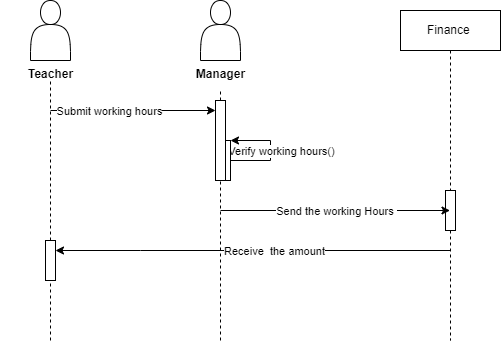 Finance
Teacher
Manager
Submit working hours
Verify working hours()
Send the working Hours
Receive the amount